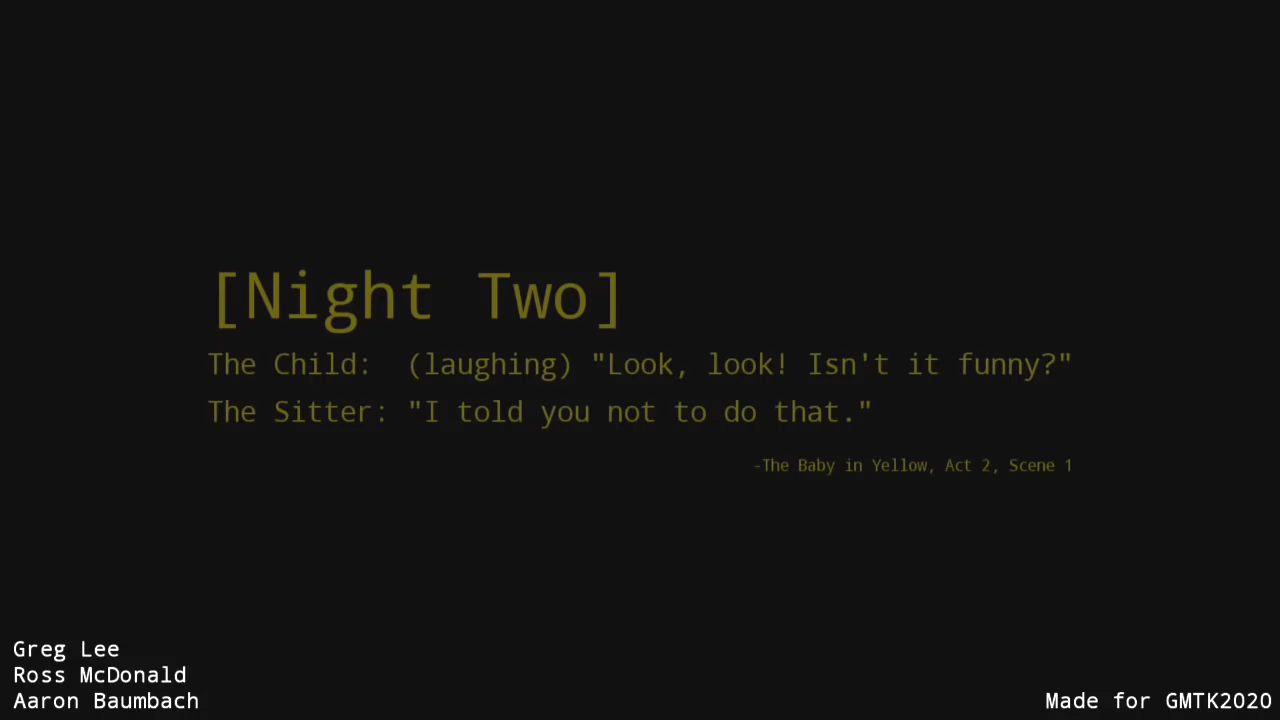 [Night Two]
The Child:  (laughing) "Look, look! Isn't it funny?"
The Sitter: "I told you not to do that."
-The Baby in Yellow, Act 2, Scene 1
Greg Lee
Ross McDonald
Aaron Baumbach
Made for GMTK2020